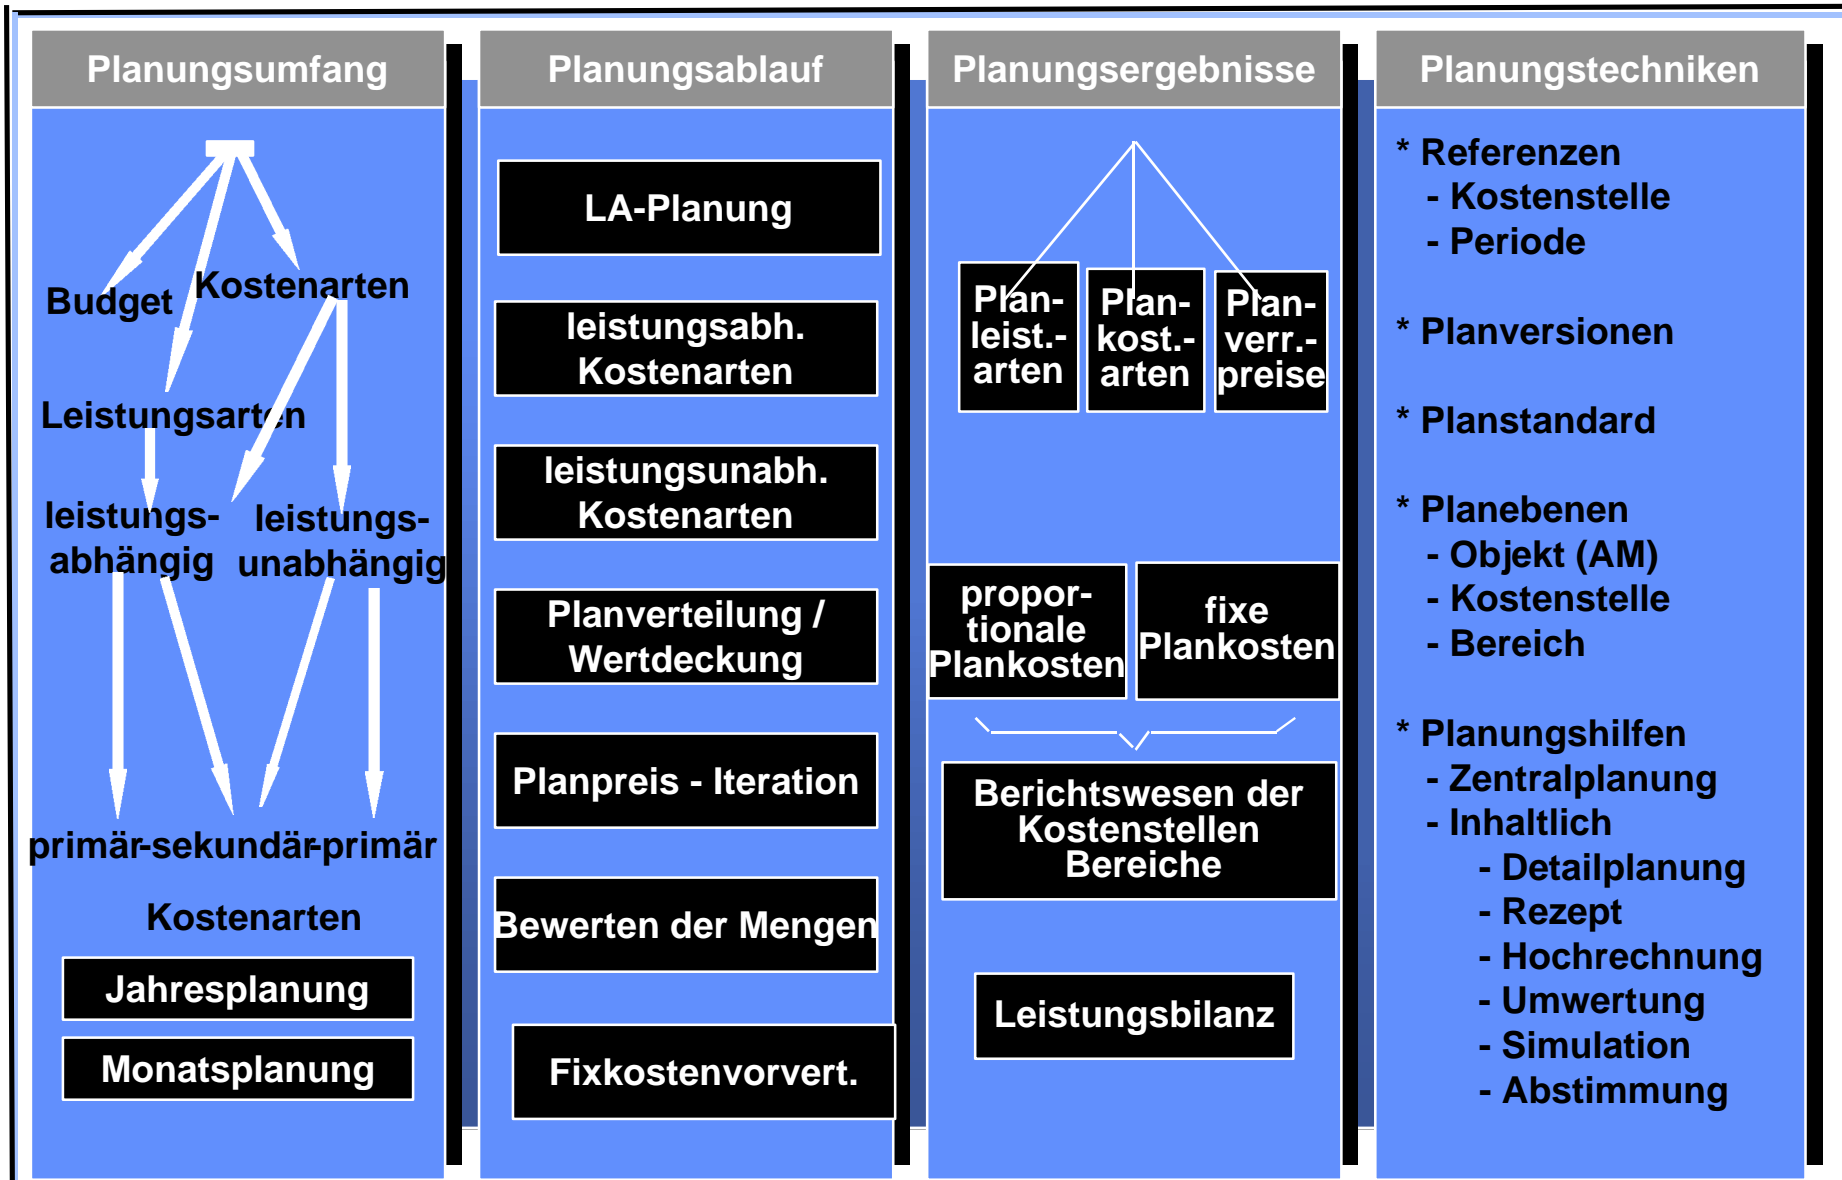 Planungsumfang
Budget
Kostenarten
Leistungsarten
leistungs-
abhängig
leistungs-
unabhängig
primär-sekundär-primär
Kostenarten
Jahresplanung
Monatsplanung
Planungsablauf
LA-Planung
leistungsabh.
Kostenarten
leistungsunabh.
Kostenarten
Planverteilung /
Wertdeckung
Planpreis - Iteration
Bewerten der Mengen
Fixkostenvorvert.
Planungsergebnisse
Plan-
leist.-
arten
Plan-
kost.-
arten
Plan-
verr.-
preise
propor-
tionale
Plankosten
fixe
Plankosten
Berichtswesen der
Kostenstellen
Bereiche
Leistungsbilanz
Planungstechniken
* Referenzen
- Kostenstelle
- Periode
* Planversionen
* Planstandard
* Planebenen
- Objekt (AM)
- Kostenstelle
- Bereich
* Planungshilfen
- Zentralplanung
- Inhaltlich
- Detailplanung
- Rezept
- Hochrechnung
- Umwertung
- Simulation
- Abstimmung